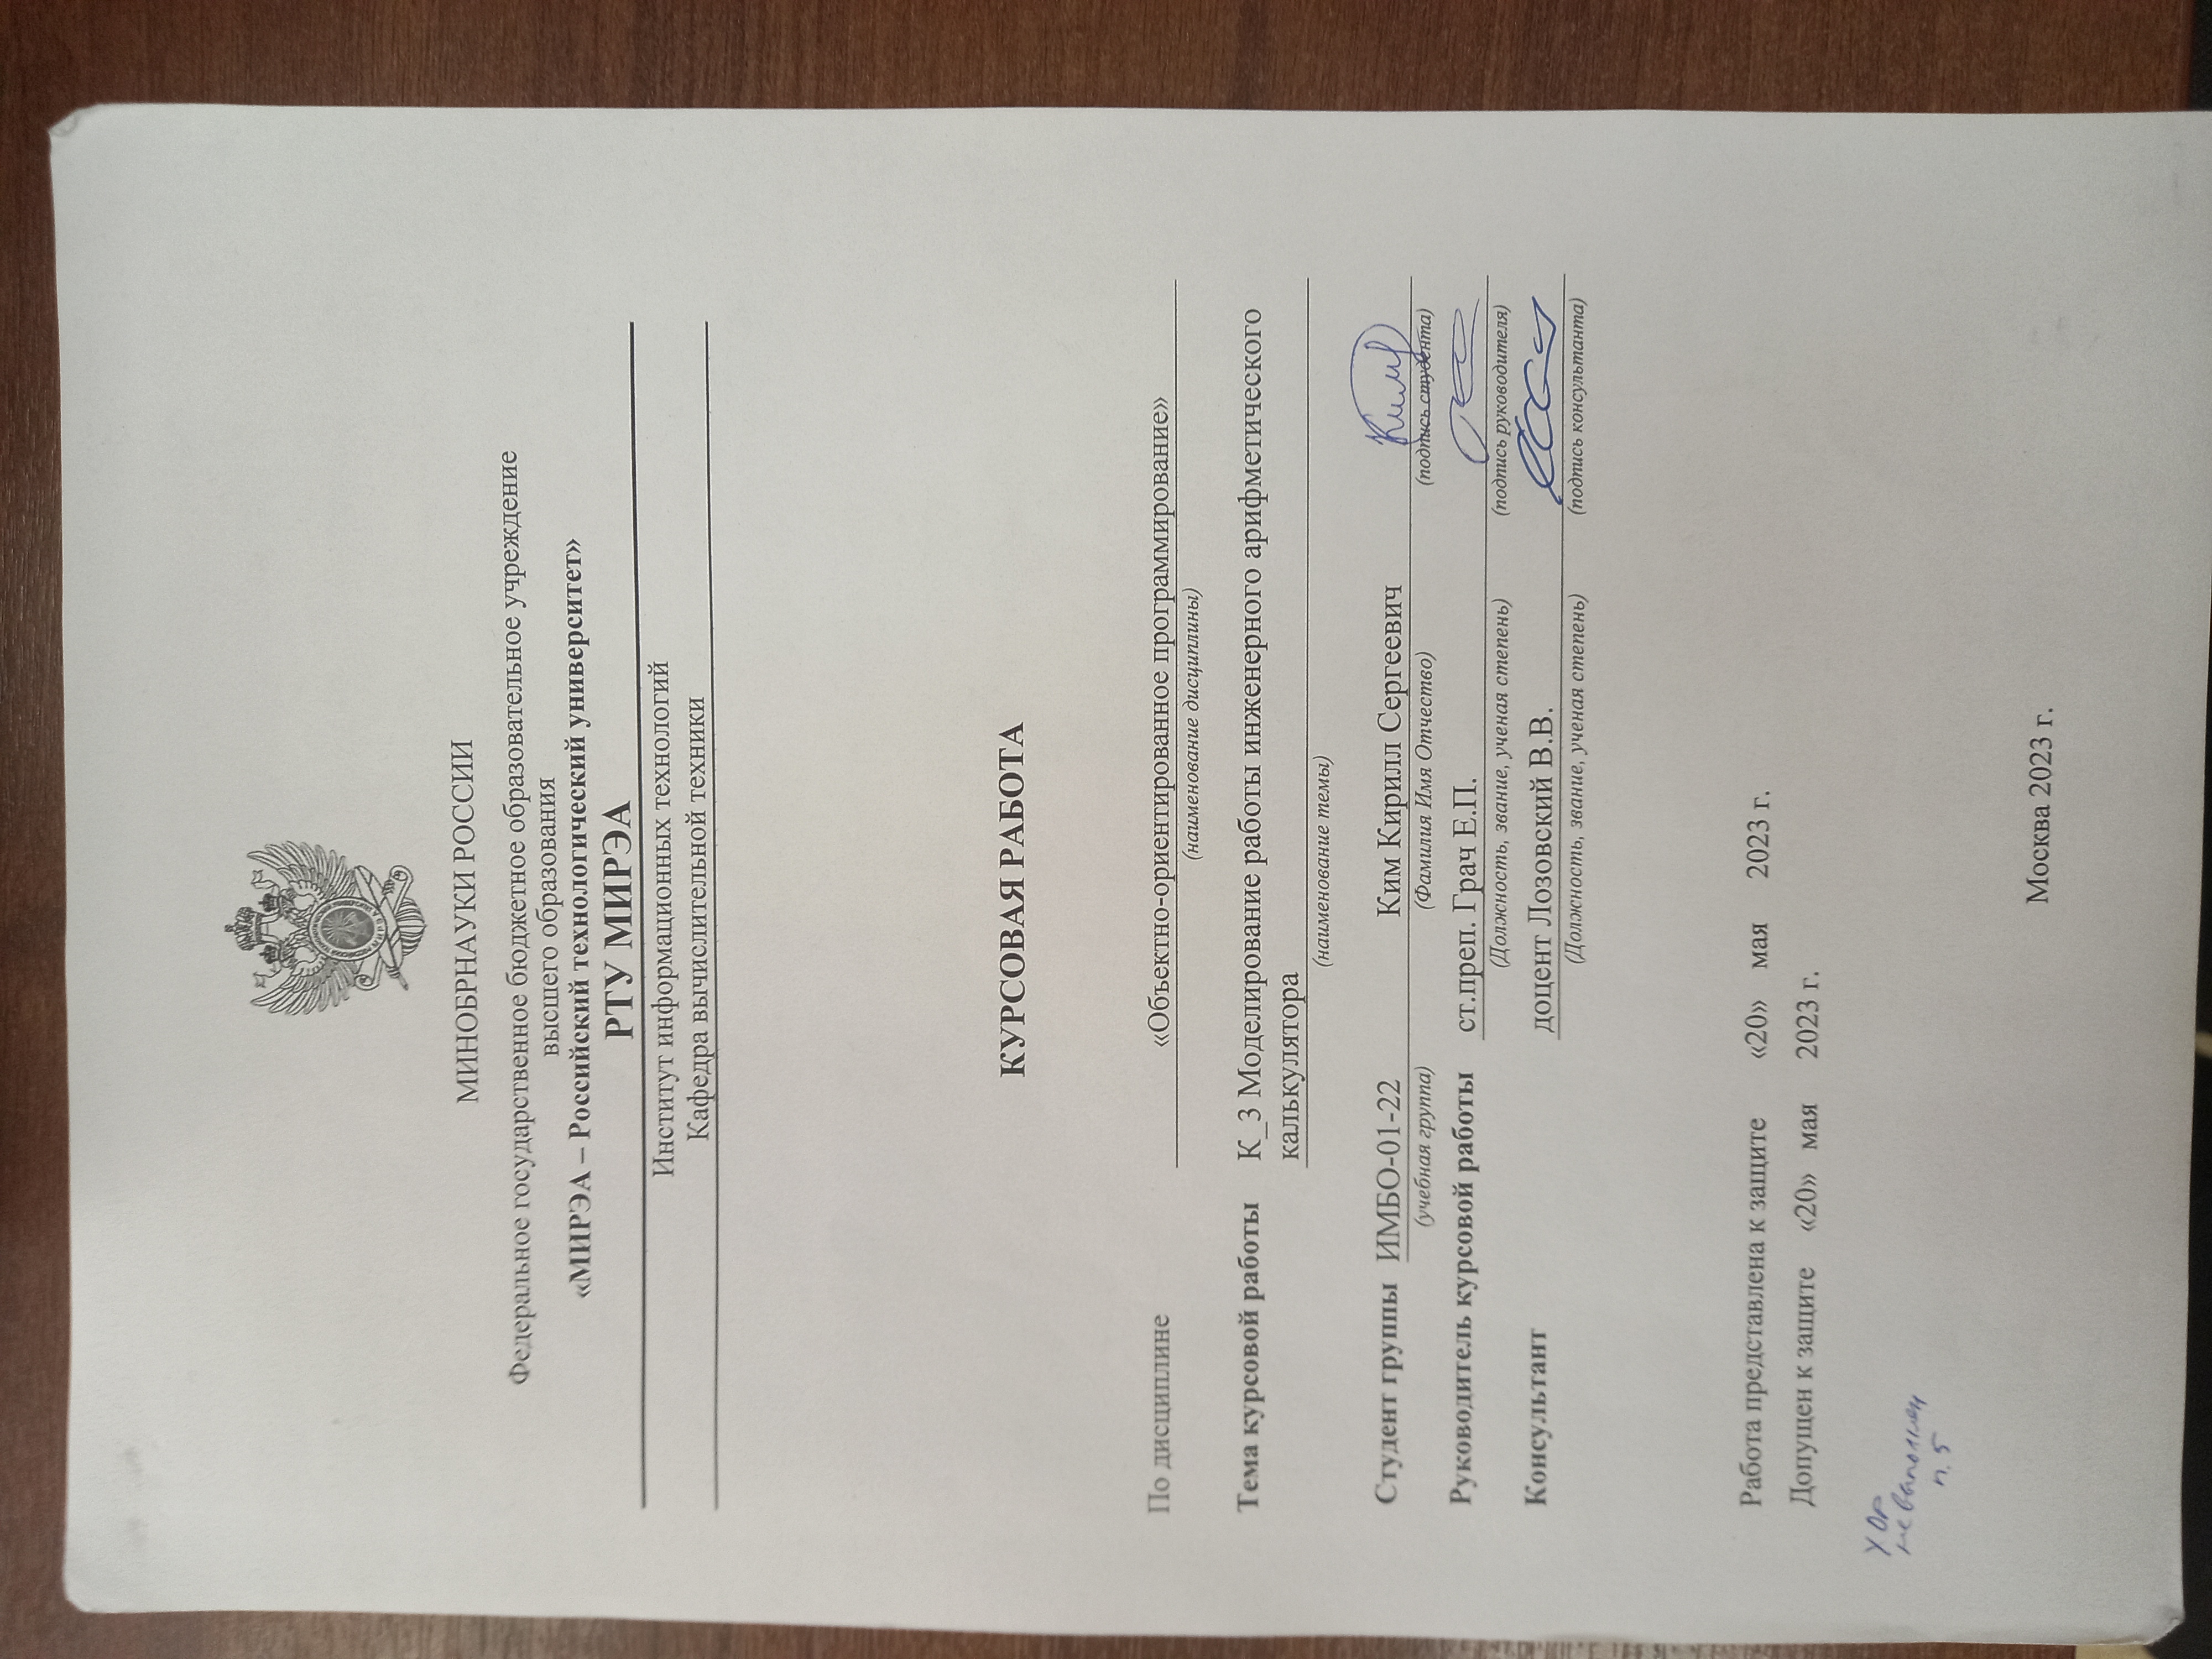 МИНОБРНАУКИ РОССИИ
Федеральное государственное бюджетное образовательное учреждение
высшего образования
«МИРЭА – Российский технологический университет»
РТУ МИРЭА
Институт информационных технологий
Кафедра вычислительной техники
КУРСОВАЯ РАБОТА
По дисциплине «Объектно-ориентированное программирование»
(наименование дисциплины)
Тема курсовой работы К_3 Моделирование работы инженерного арифметического
калькулятора
(наименование темы)
Студент группы ИМБО-01-22 Ким Кирилл Сергеевич
(учебная группа) (Фамилия Имя Отчество) (подпись студента)
Руководитель курсовой работы ст.преп. Грач Е.П.
(Должность, звание, ученая степень) (подпись руководителя)
Консультант доцент Лозовский В.В.
(Должность, звание, ученая степень) (подпись консультанта)
Работа представлена к защите «20» мая 2023 г.
Допущен к защите «20» мая 2023 г.
не выполнен
п. 5
Москва 2023 г.